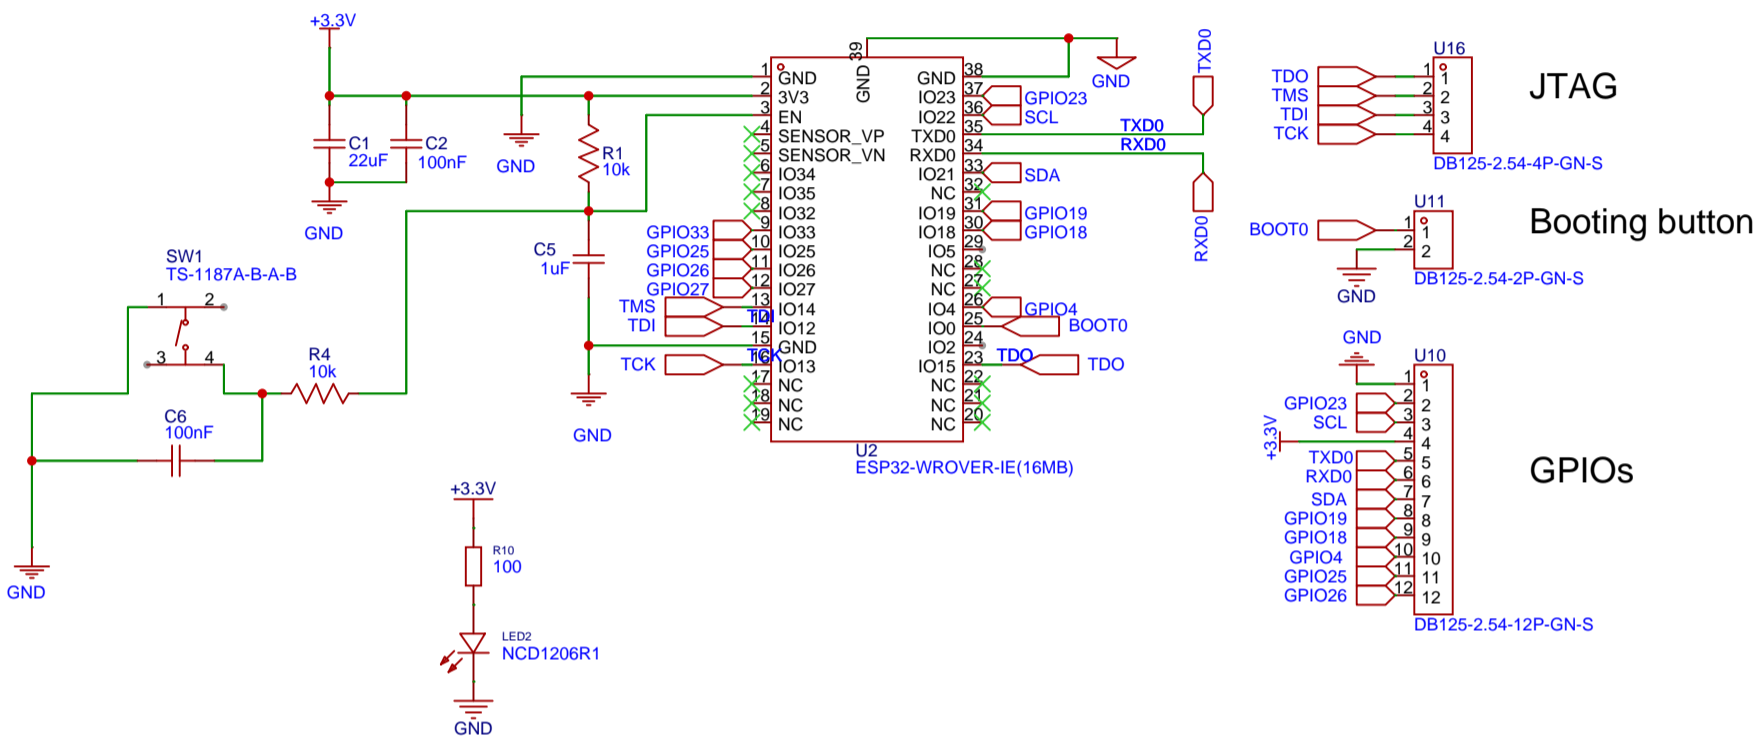 +3.3V
C1
22uF
C2
100nF
GND
GND
R1
10k
C5
1uF
GND
SW1
TS-1187A-B-A-B
1
2
3
4
R4
10k
C6
100nF
GND
+3.3V
R10
100
LED2
NCD1206R1
GND
GPIO33
GPIO25
GPIO26
GPIO27
TMS
TDI
TDI
TCK
TCK
39
GND
1 GND
2 3V3
3 EN
4 SENSOR_VP
5 SENSOR_VN
6 IO34
7 IO35
8 IO32
9 IO33
10 IO25
11 IO26
12 IO27
13 IO14
14 IO12
15 GND
16 IO13
17 NC
18 NC
19 NC
GND 38
IO23 37
IO22 36
TXD0 35
RXD0 34
IO21 33
NC 32
IO19 31
IO18 30
IO5 29
NC 28
NC 27
IO4 26
IO0 25
IO2 24
IO15 23
NC 22
NC 21
NC 20
U2
ESP32-WROVER-IE(16MB)
GND
GPIO23
SCL
TXD0
RXD0
TXD0
RXD0
SDA
GPIO19
GPIO18
GPIO4
BOOT0
TDO
TDO
U16
TDO 1 1
TMS 2 2
TDI 3 3
TCK 4 4
DB125-2.54-4P-GN-S
JTAG
U11
BOOT0 1 1
2 2
GND
DB125-2.54-2P-GN-S
Booting button
GND
U10
1 1
GPIO23 2 2
SCL 3 3
+3.3V 4 4
TXD0 5 5
RXD0 6 6
SDA 7 7
GPIO19 8 8
GPIO18 9 9
GPIO4 10 10
GPIO25 11 11
GPIO26 12 12
DB125-2.54-12P-GN-S
GPIOs